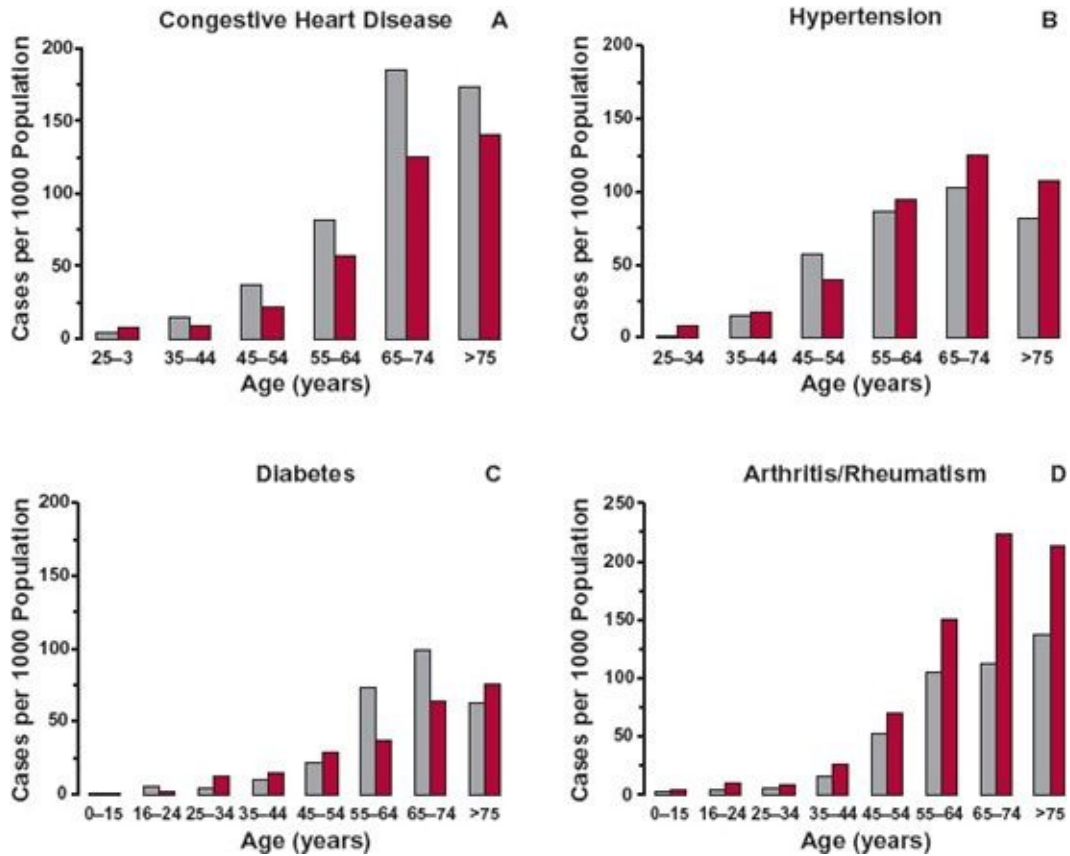 Congestive Heart Disease A
Cases per 1000 Population
200
150
100
50
0
25–3 35–44 45–54 55–64 65–74 >75
Age (years)
Hypertension B
Cases per 1000 Population
200
150
100
50
0
25–34 35–44 45–54 55–64 65–74 >75
Age (years)
Diabetes C
Cases per 1000 Population
200
150
100
50
0
0–15 16–24 25–34 35–44 45–54 55–64 65–74 >75
Age (years)
Arthritis/Rheumatism D
Cases per 1000 Population
250
200
150
100
50
0
0–15 16–24 25–34 35–44 45–54 55–64 65–74 >75
Age (years)